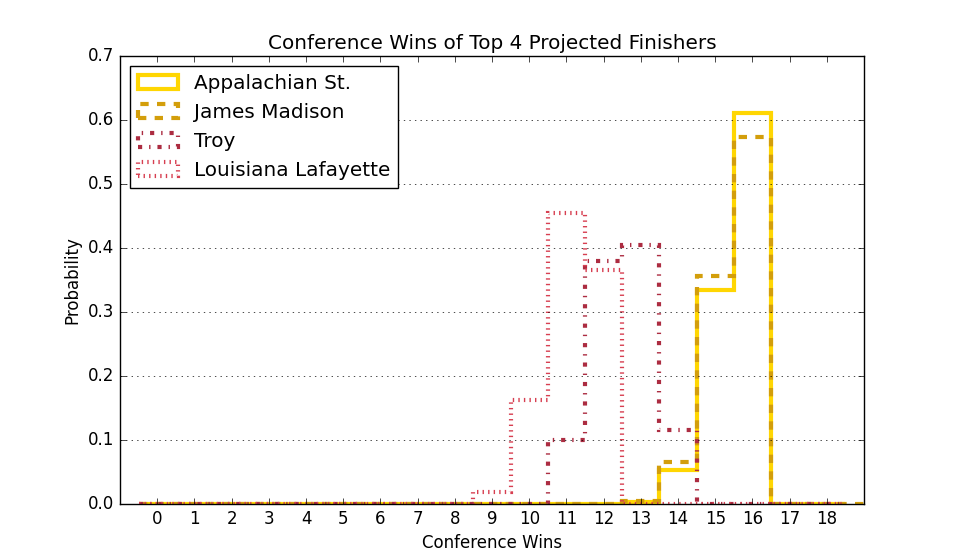 Conference Wins of Top 4 Projected Finishers
0.7
0.6
0.5
0.4
0.3
0.2
0.1
0.0
Probability
Appalachian St.
James Madison
Troy
Louisiana Lafayette
0 1 2 3 4 5 6 7 8 9 10 11 12 13 14 15 16 17 18
Conference Wins